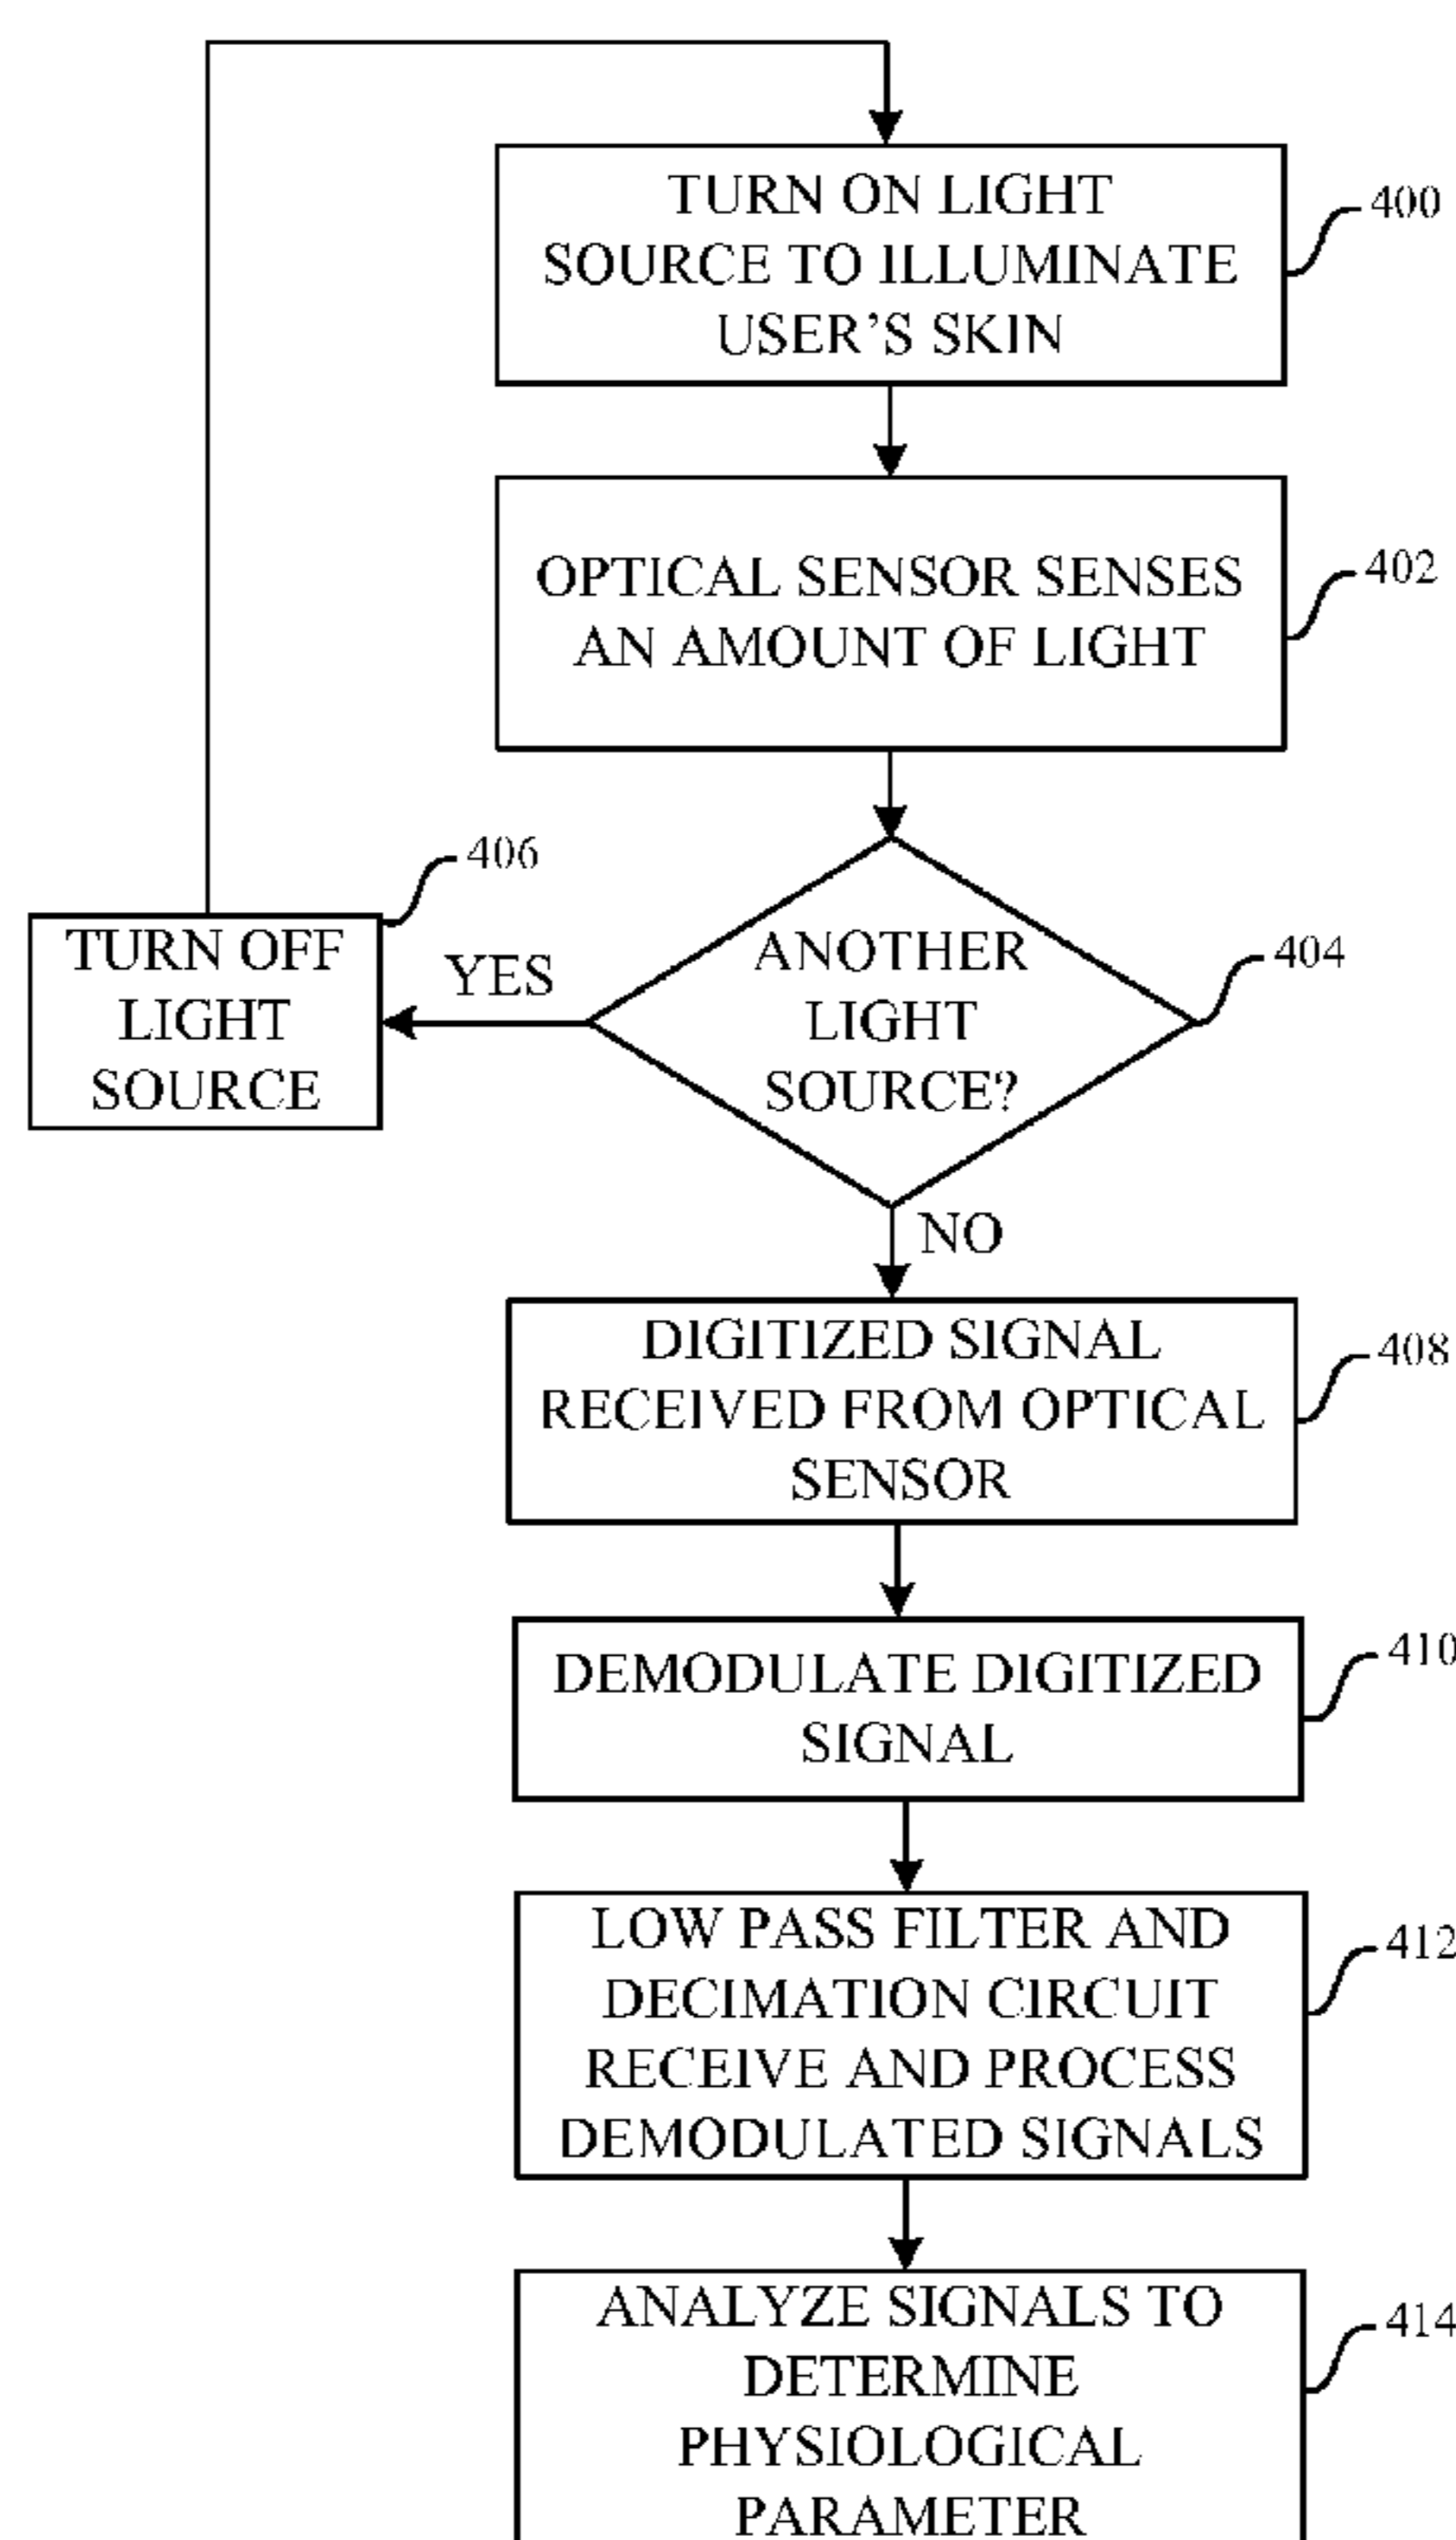 TURN ON LIGHT
SOURCE TO ILLUMINATE
USER'S SKIN
400
OPTICAL SENSOR SENSES
AN AMOUNT OF LIGHT
402
406
TURN OFF
LIGHT
SOURCE
YES
ANOTHER
LIGHT
SOURCE?
404
NO
DIGITIZED SIGNAL
RECEIVED FROM OPTICAL
SENSOR
408
DEMODULATE DIGITIZED
SIGNAL
410
LOW PASS FILTER AND
DECIMATION CIRCUIT
RECEIVE AND PROCESS
DEMODULATED SIGNALS
412
ANALYZE SIGNALS TO
DETERMINE
PHYSIOLOGICAL
PARAMETER
414